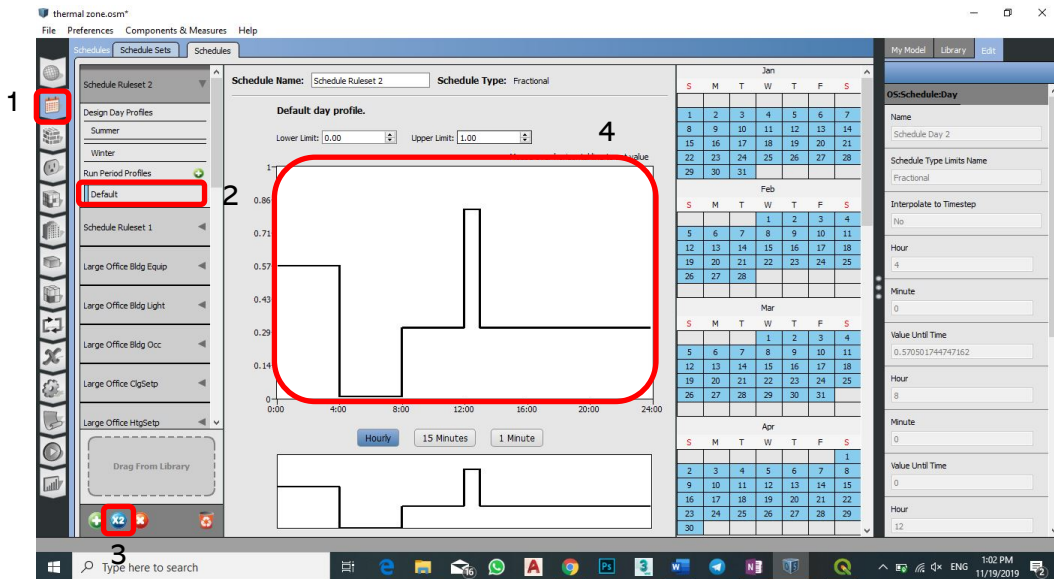 thermal zone.osm*
File Preferences Components & Measures Help
Schedules Schedule Sets Schedules
My Model Library Edit
1
2
3
4
Schedule Ruleset 2
Design Day Profiles
Summer
Winter
Run Period Profiles
Default
Schedule Ruleset 1
Large Office Bldg Equip
Large Office Bldg Light
Large Office Bldg Occ
Large Office ClgSetp
Large Office HtgSetp
Drag From Library
X2
Schedule Name: Schedule Ruleset 2 Schedule Type: Fractional
Default day profile.
Lower Limit: 0.00 Upper Limit: 1.00
value
1
0.86
0.71
0.57
0.43
0.29
0.14
0
0:00 4:00 8:00 12:00 16:00 20:00 24:00
Hourly 15 Minutes 1 Minute
Jan
S M T W T F S
1 2 3 4 5 6 7
8 9 10 11 12 13 14
15 16 17 18 19 20 21
22 23 24 25 26 27 28
29 30 31
Feb
S M T W T F S
1 2 3 4
5 6 7 8 9 10 11
12 13 14 15 16 17 18
19 20 21 22 23 24 25
26 27 28
Mar
S M T W T F S
1 2 3 4
5 6 7 8 9 10 11
12 13 14 15 16 17 18
19 20 21 22 23 24 25
26 27 28 29 30 31
Apr
S M T W T F S
1
2 3 4 5 6 7 8
9 10 11 12 13 14 15
16 17 18 19 20 21 22
23 24 25 26 27 28 29
30
OS:Schedule:Day
Name
Schedule Day 2
Schedule Type Limits Name
Fractional
Interpolate to Timestep
No
Hour
4
Minute
0
Value Until Time
0.570501744747162
Hour
8
Minute
0
Value Until Time
0
Hour
12
Type here to search
16
A
Ps
3
W
N
ENG
1:02 PM
11/19/2019
2